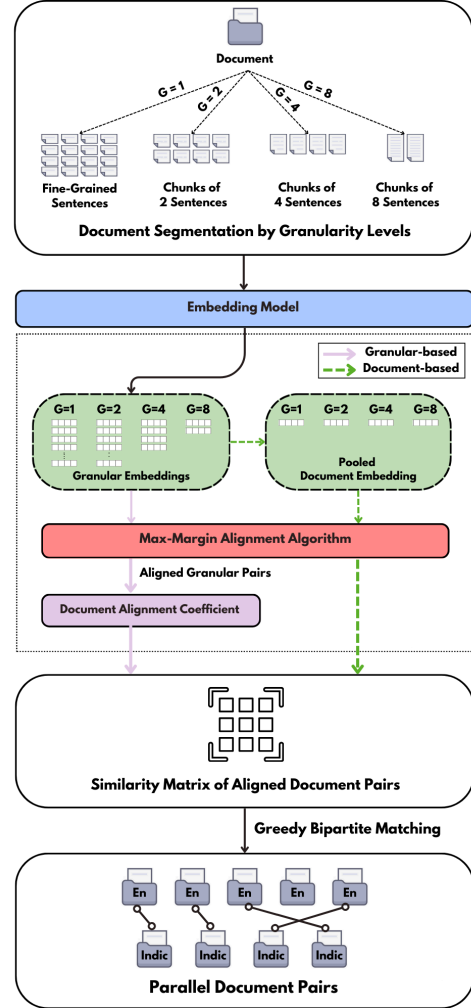 Document
G = 1
G = 2
G = 4
G = 8
Fine-Grained
Sentences
Chunks of
2 Sentences
Chunks of
4 Sentences
Chunks of
8 Sentences
Document Segmentation by Granularity Levels
Embedding Model
Granular-based
Document-based
G=1 G=2 G=4 G=8
Granular Embeddings
G=1 G=2 G=4 G=8
Pooled
Document Embedding
Max-Margin Alignment Algorithm
Aligned Granular Pairs
Document Alignment Coefficient
Similarity Matrix of Aligned Document Pairs
Greedy Bipartite Matching
En En En En En
Indic Indic Indic Indic
Parallel Document Pairs